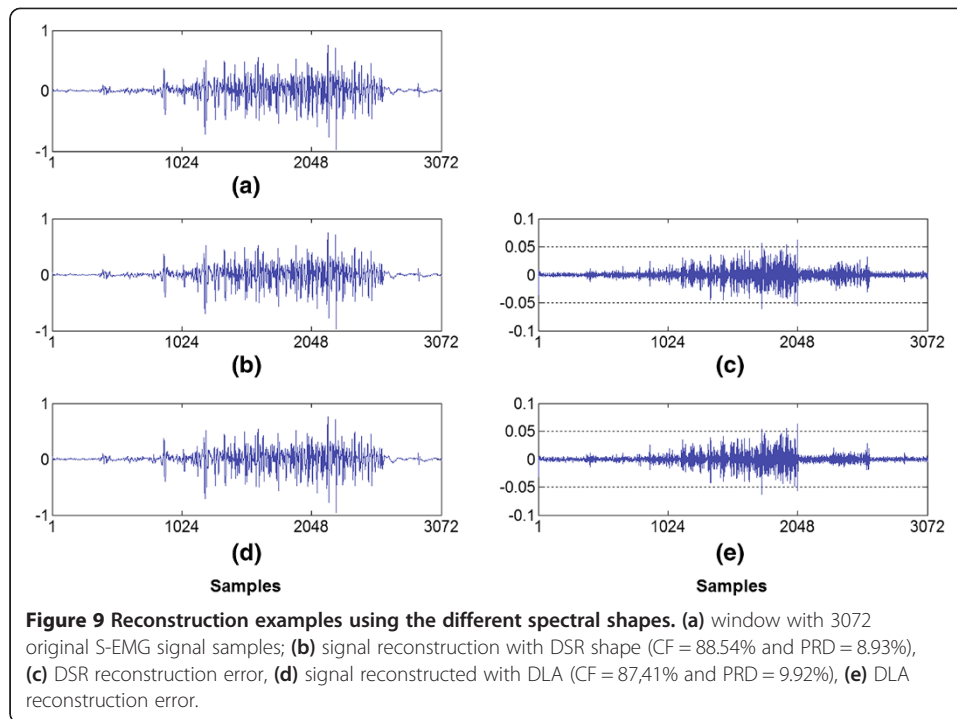 1
0
-1
1 1024 2048 3072
(a)
1
0
-1
1 1024 2048 3072
(b)
0.1
0.05
0
-0.05
-0.1
1 1024 2048 3072
(c)
1
0
-1
1 1024 2048 3072
(d)
Samples
0.1
0.05
0
-0.05
-0.1
1 1024 2048 3072
(e)
Samples
Figure 9 Reconstruction examples using the different spectral shapes. (a) window with 3072
original S-EMG signal samples; (b) signal reconstruction with DSR shape (CF = 88.54% and PRD = 8.93%),
(c) DSR reconstruction error, (d) signal reconstructed with DLA (CF = 87,41% and PRD = 9.92%), (e) DLA
reconstruction error.